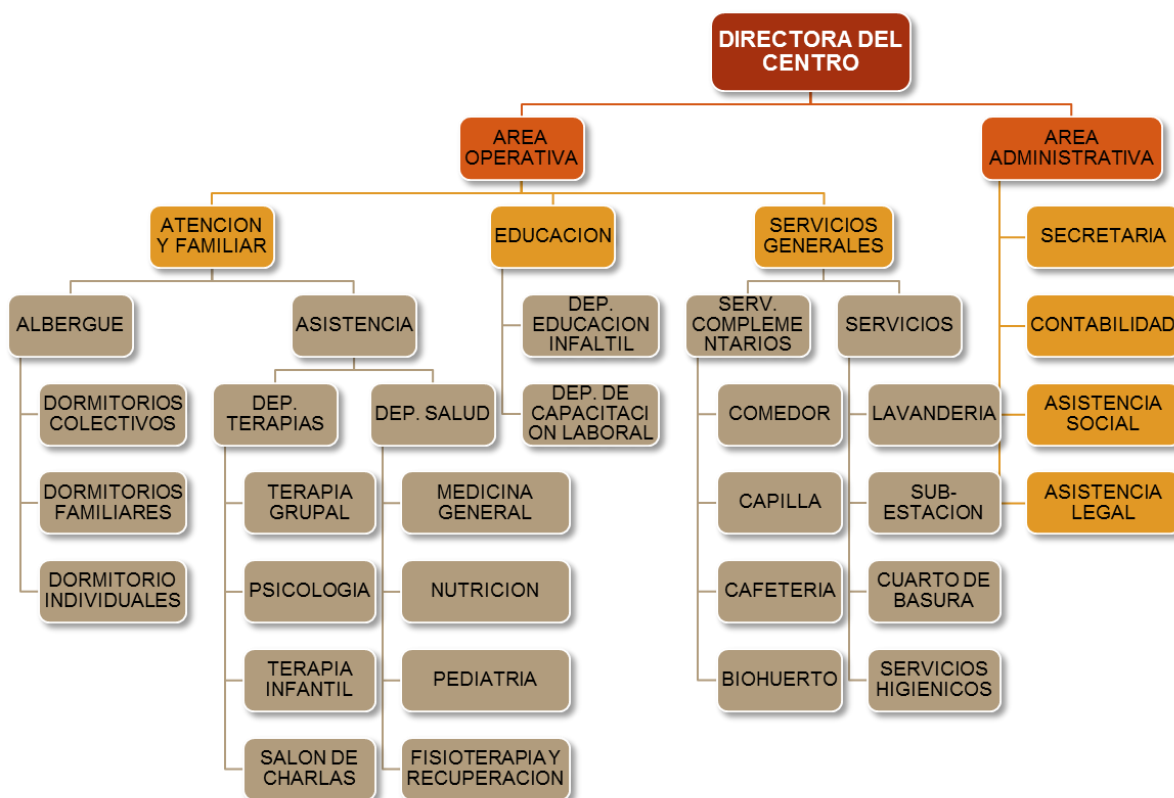 DIRECTORA DEL
CENTRO
AREA
OPERATIVA
AREA
ADMINISTRATIVA
ATENCION
Y FAMILIAR
EDUCACION
SERVICIOS
GENERALES
SECRETARIA
ALBERGUE
ASISTENCIA
DEP.
EDUCACION
INFALTIL
SERV.
COMPLEME
NTARIOS
SERVICIOS
CONTABILIDAD
DORMITORIOS
COLECTIVOS
DEP.
TERAPIAS
DEP. SALUD
DEP. DE
CAPACITACI
ON LABORAL
COMEDOR
LAVANDERIA
ASISTENCIA
SOCIAL
DORMITORIOS
FAMILIARES
TERAPIA
GRUPAL
MEDICINA
GENERAL
CAPILLA
SUB-
ESTACION
ASISTENCIA
LEGAL
DORMITORIO
INDIVIDUALES
PSICOLOGIA
NUTRICION
CAFETERIA
CUARTO DE
BASURA
TERAPIA
INFANTIL
PEDIATRIA
BIOHUERTO
SERVICIOS
HIGIENICOS
SALON DE
CHARLAS
FISIOTERAPIA Y
RECUPERACION